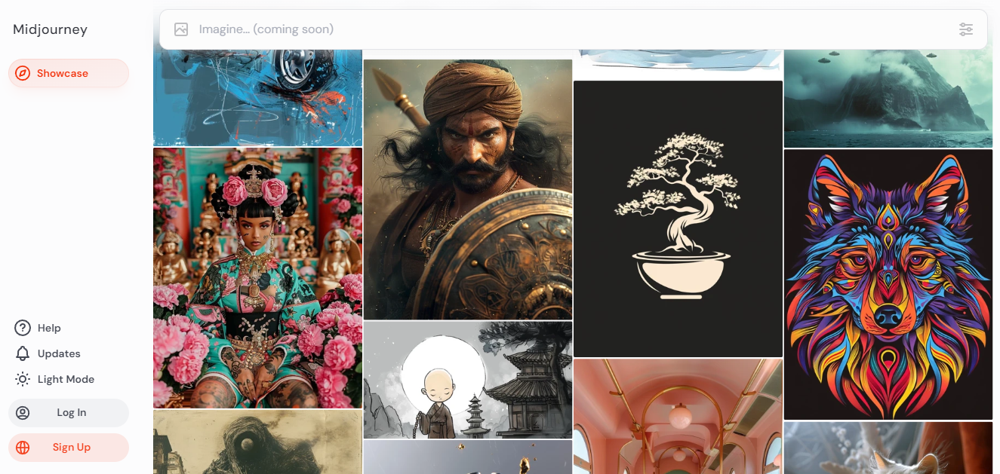 Midjourney
Imagine... (coming soon)
Showcase
Help
Updates
Light Mode
Log In
Sign Up